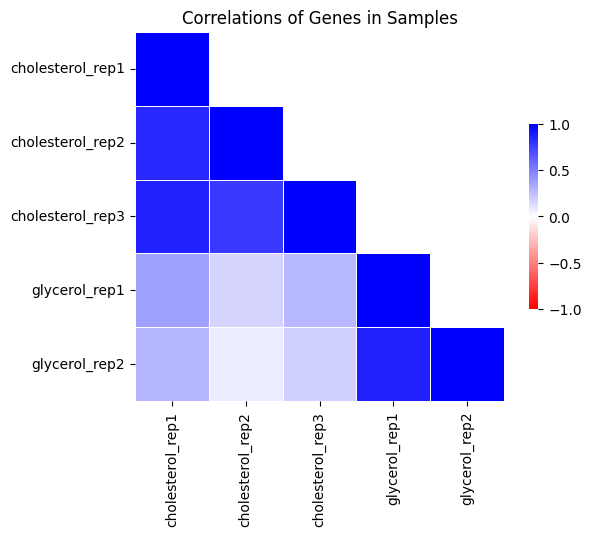 Correlations of Genes in Samples
cholesterol_rep1
cholesterol_rep2
cholesterol_rep3
glycerol_rep1
glycerol_rep2
cholesterol_rep1
cholesterol_rep2
cholesterol_rep3
glycerol_rep1
glycerol_rep2
1.0
0.5
0.0
−0.5
−1.0